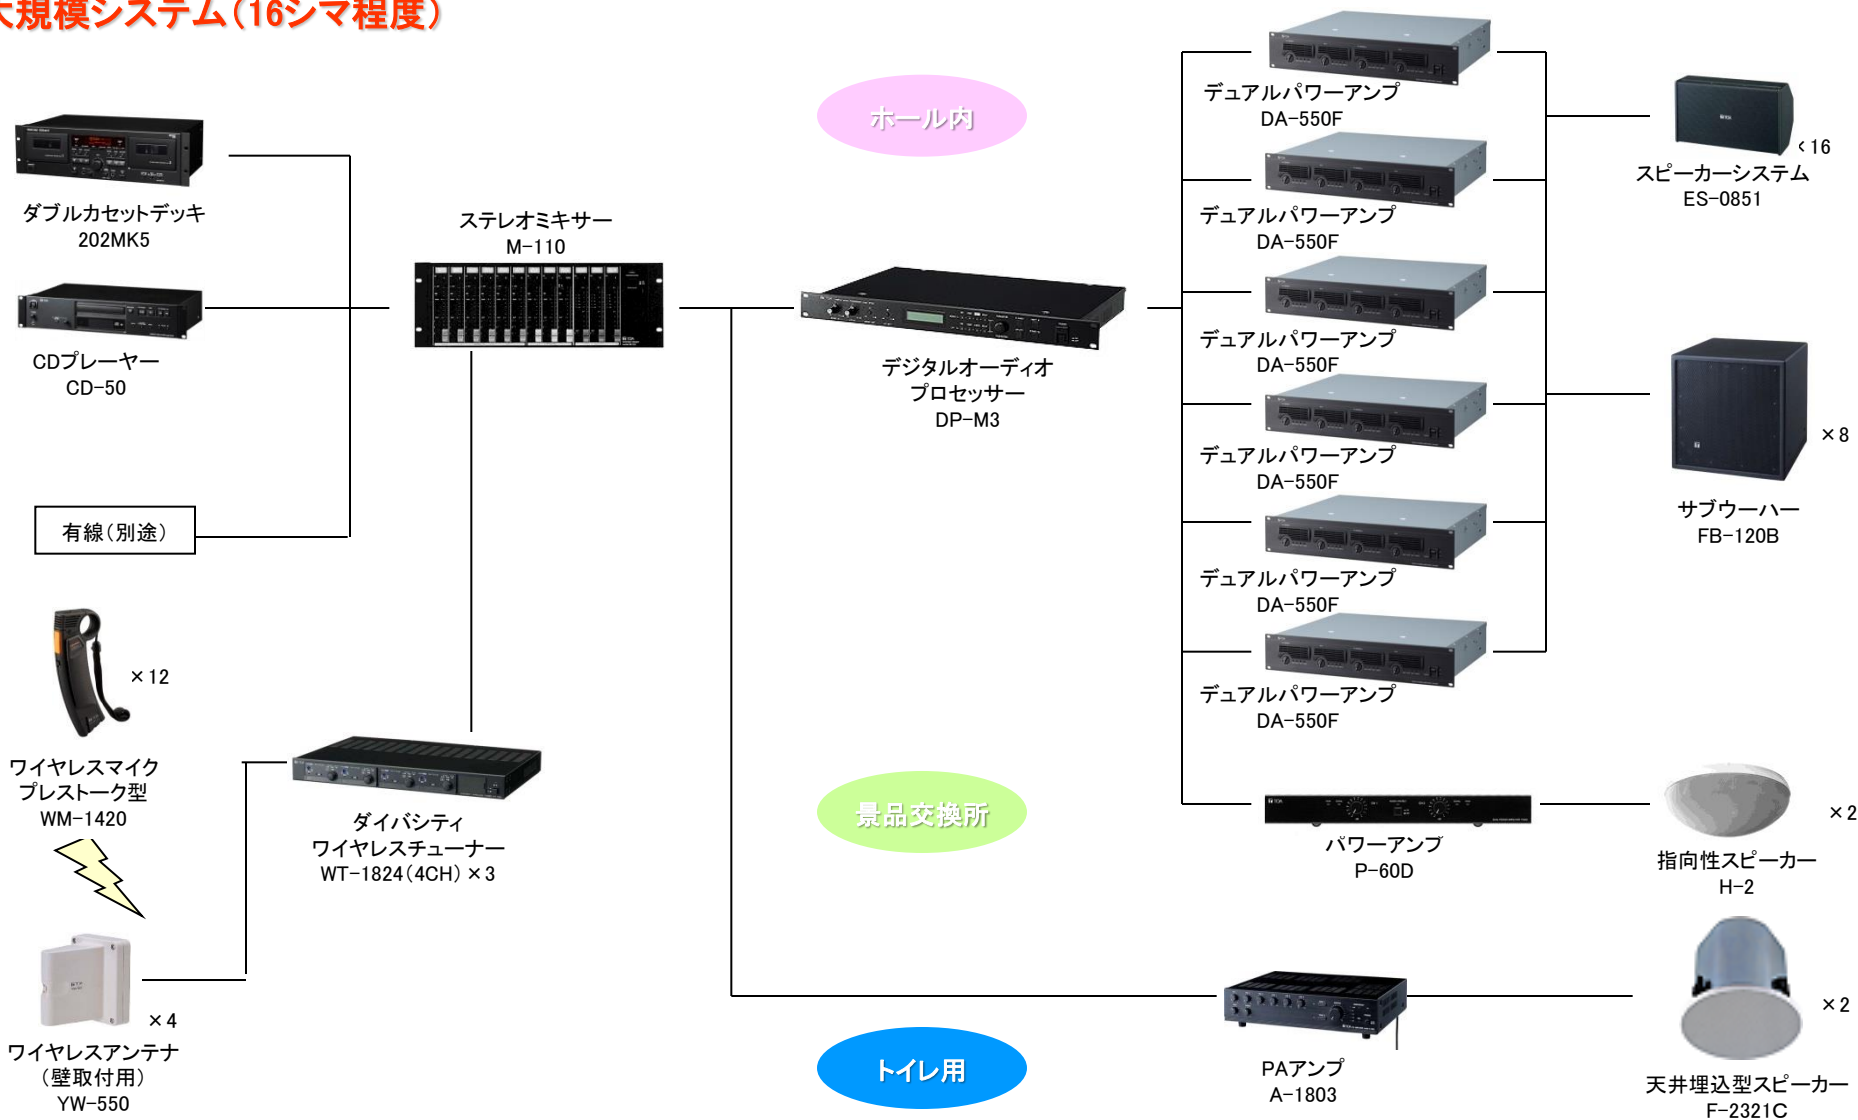 大規模システム（16シマ程度）
ダブルカセットデッキ
202MK5
CDプレーヤー
CD-50
有線（別途）
×12
ワイヤレスマイク
プレストーク型
WM-1420
×4
ワイヤレスアンテナ
（壁取付用）
YW-550
ステレオミキサー
M-110
ダイバシティ
ワイヤレスチューナー
WT-1824（4CH）×3
ホール内
デジタルオーディオ
プロセッサー
DP-M3
景品交換所
トイレ用
デュアルパワーアンプ
DA-550F
デュアルパワーアンプ
DA-550F
デュアルパワーアンプ
DA-550F
デュアルパワーアンプ
DA-550F
デュアルパワーアンプ
DA-550F
デュアルパワーアンプ
DA-550F
パワーアンプ
P-60D
PAアンプ
A-1803
×16
スピーカーシステム
ES-0851
×8
サブウーハー
FB-120B
×2
指向性スピーカー
H-2
×2
天井埋込型スピーカー
F-2321C